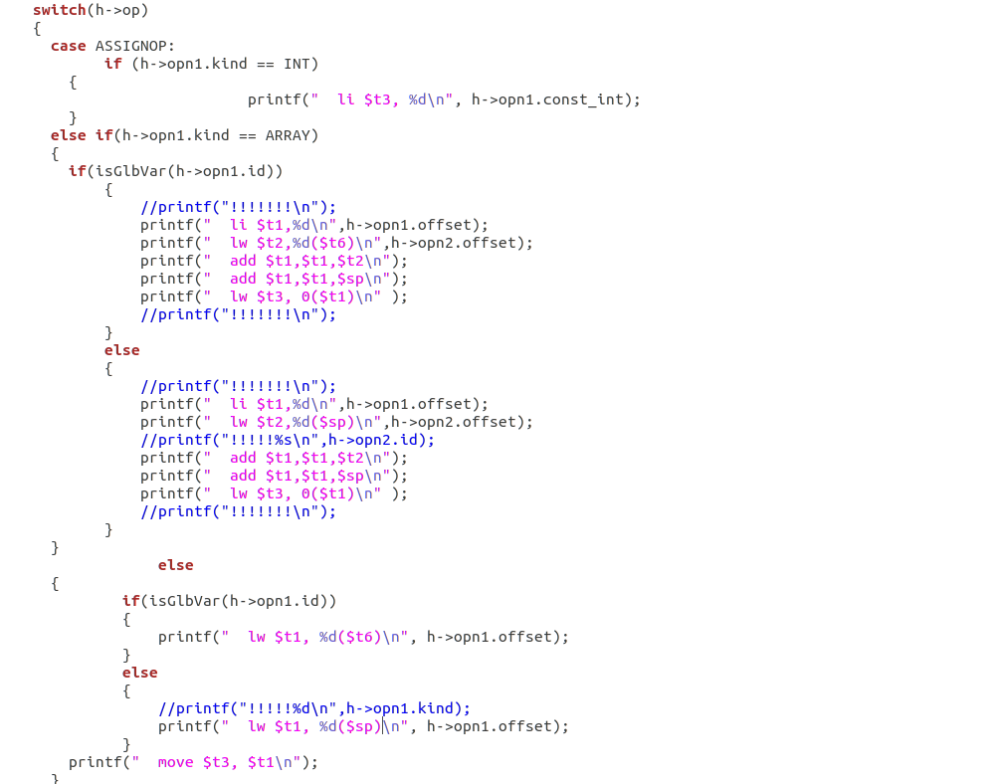 switch(h->op)
{
case ASSIGNOP:
if (h->opn1.kind == INT)
{
printf("  li $t3, %d\n", h->opn1.const_int);
}
else if(h->opn1.kind == ARRAY)
{
if(isGlbVar(h->opn1.id))
{
//printf("!!!!!!!\n");
printf("  li $t1,%d\n",h->opn1.offset);
printf("  lw $t2,%d($t6)\n",h->opn2.offset);
printf("  add $t1,$t1,$t2\n");
printf("  add $t1,$t1,$sp\n");
printf("  lw $t3, 0($t1)\n" );
//printf("!!!!!!!\n");
}
else
{
//printf("!!!!!!!\n");
printf("  li $t1,%d\n",h->opn1.offset);
printf("  lw $t2,%d($sp)\n",h->opn2.offset);
//printf("!!!!!%s\n",h->opn2.id);
printf("  add $t1,$t1,$t2\n");
printf("  add $t1,$t1,$sp\n");
printf("  lw $t3, 0($t1)\n" );
//printf("!!!!!!!\n");
}
}
else
{
if(isGlbVar(h->opn1.id))
{
printf("  lw $t1, %d($t6)\n", h->opn1.offset);
}
else
{
//printf("!!!!!%d\n",h->opn1.kind);
printf("  lw $t1, %d($sp)\n", h->opn1.offset);
}
printf("  move $t3, $t1\n");
}